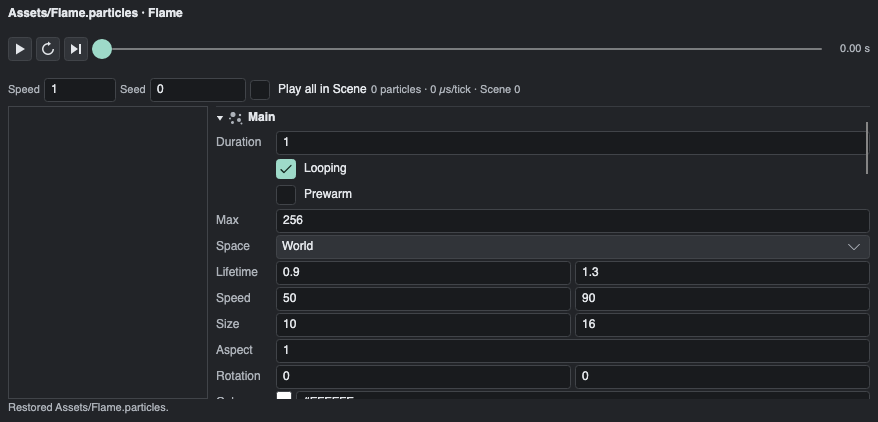 Assets/Flame.particles · Flame
0.00 s
Speed 1 Seed 0 Play all in Scene 0 particles · 0 µs/tick · Scene 0
Main
Duration 1
Looping
Prewarm
Max 256
Space World
Lifetime 0.9 1.3
Speed 50 90
Size 10 16
Aspect 1
Rotation 0 0
Restored Assets/Flame.particles.